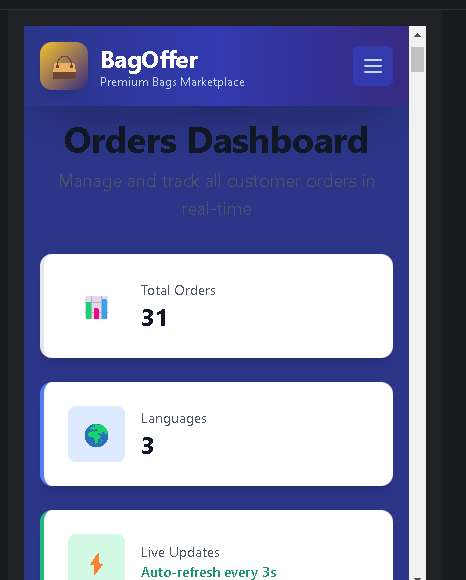 BagOffer
Premium Bags Marketplace
Orders Dashboard
Manage and track all customer orders in
real-time
Total Orders
31
Languages
3
Live Updates
Auto-refresh every 3s